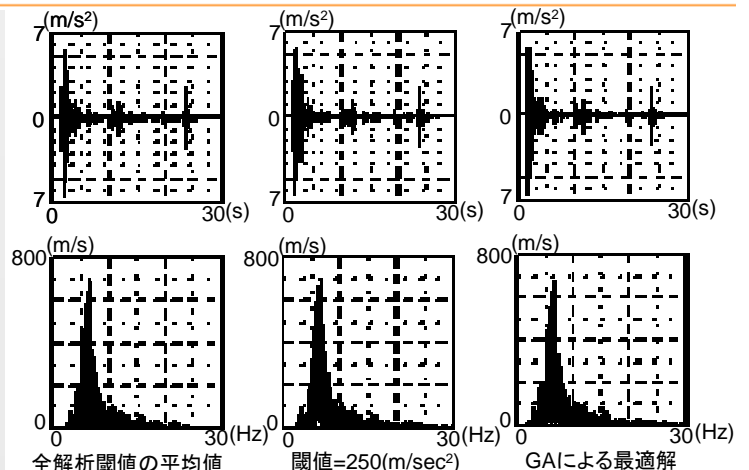 (m/s²) (m/s²) (m/s²)
7 7 7
0 0 0
7 7 7
0 30(s) 0 30(s) 0 30(s)
(m/s) (m/s) (m/s)
800 800 800
0 0 0
0 30(Hz) 0 30(Hz) 0 30(Hz)
全解析閾値の平均値 閾値=250(m/sec²) GAによる最適解